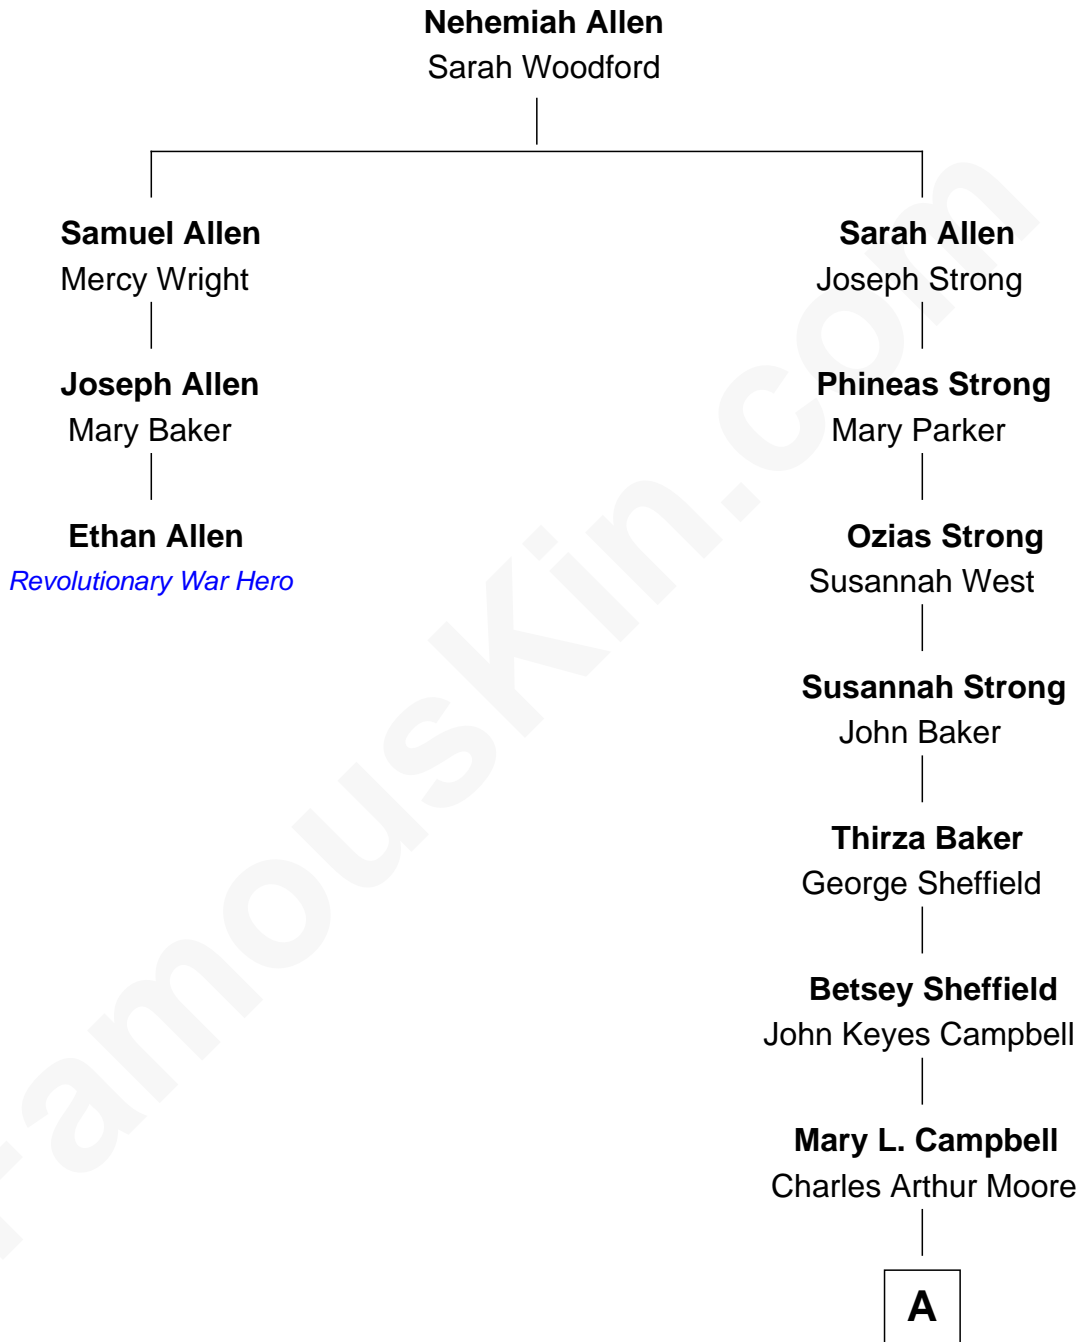 Nehemiah Allen
Sarah Woodford
Samuel Allen
Mercy Wright
Sarah Allen
Joseph Strong
Joseph Allen
Mary Baker
Phineas Strong
Mary Parker
Ethan Allen
Revolutionary War Hero
Ozias Strong
Susannah West
Susannah Strong
John Baker
Thirza Baker
George Sheffield
Betsey Sheffield
John Keyes Campbell
Mary L. Campbell
Charles Arthur Moore
A
FamousKin.com